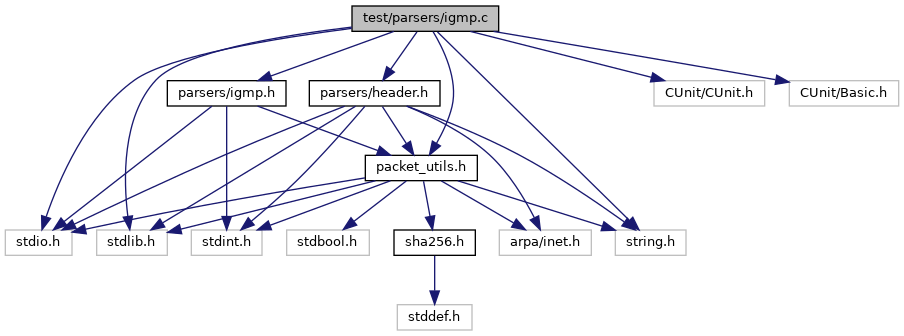 test/parsers/igmp.c
parsers/igmp.h
parsers/header.h
CUnit/CUnit.h
CUnit/Basic.h
packet_utils.h
stdio.h
stdlib.h
stdint.h
stdbool.h
sha256.h
arpa/inet.h
string.h
stddef.h